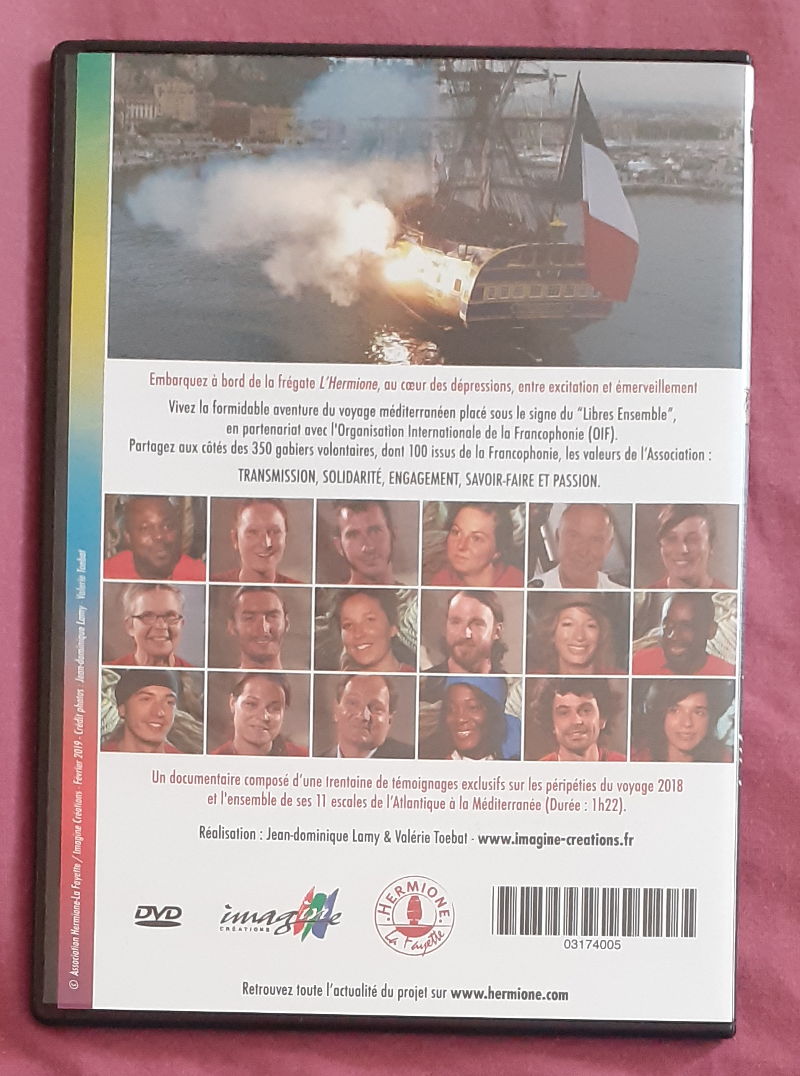 Embarquez à bord de la frégate L'Hermione, au cœur des dépressions, entre excitation et émerveillement
Vivez la formidable aventure du voyage méditerranéen placé sous le signe du "Libres Ensemble",
en partenariat avec l'Organisation Internationale de la Francophonie (OIF).
Partagez aux côtés des 350 gabiers volontaires, dont 100 issus de la Francophonie, les valeurs de l'Association :
TRANSMISSION, SOLIDARITÉ, ENGAGEMENT, SAVOIR-FAIRE ET PASSION.
Un documentaire composé d'une trentaine de témoignages exclusifs sur les péripéties du voyage 2018
et l'ensemble de ses 11 escales de l'Atlantique à la Méditerranée (Durée : 1h22).
Réalisation : Jean-dominique Lamy & Valérie Toebat - www.imagine-creations.fr
DVD
imagine
CRÉATIONS
HERMIONE
La Fayette
03174005
Retrouvez toute l'actualité du projet sur www.hermione.com
© Association Hermione-La Fayette / Imagine Créations - Février 2019 - Crédit photos : Jean-dominique Lamy - Valérie Toebat